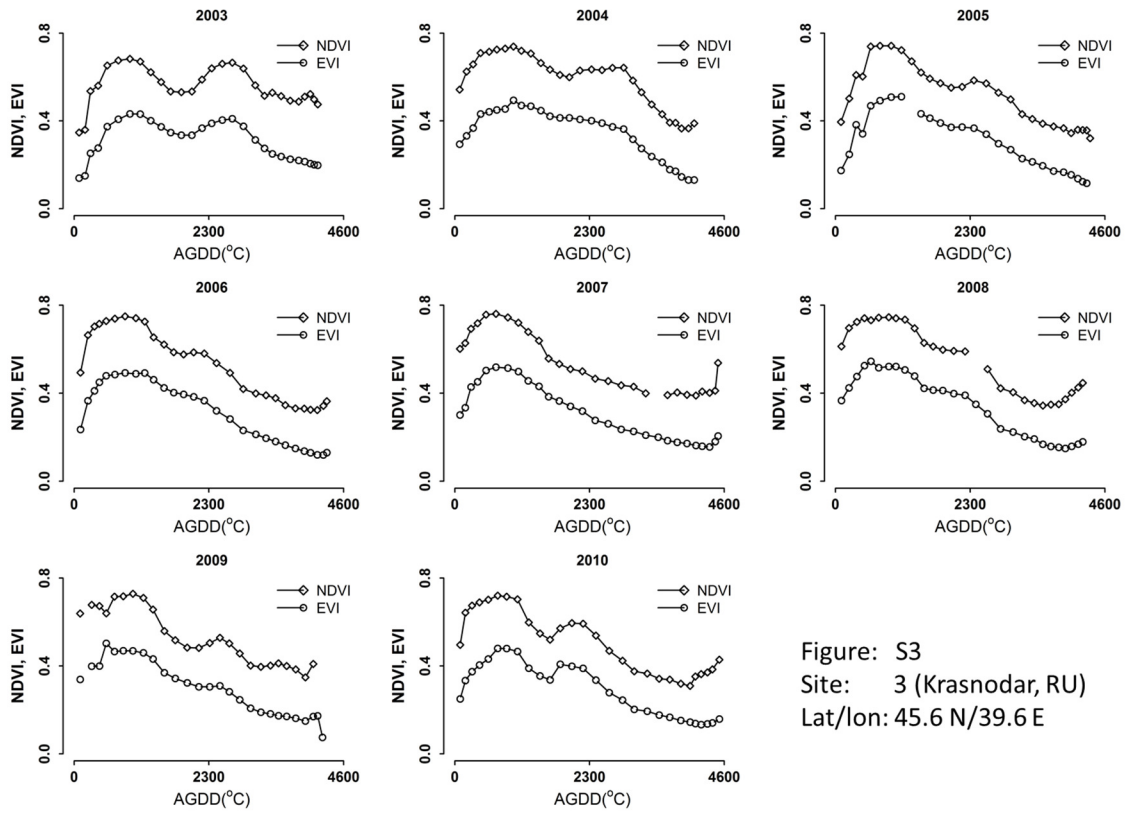 2003
NDVI, EVI
0.8
0.4
0.0
NDVI
EVI
0
2300
4600
AGDD(°C)
2004
NDVI, EVI
0.8
0.4
0.0
NDVI
EVI
0
2300
4600
AGDD(°C)
2005
NDVI, EVI
0.8
0.4
0.0
NDVI
EVI
0
2300
4600
AGDD(°C)
2006
NDVI, EVI
0.8
0.4
0.0
NDVI
EVI
0
2300
4600
AGDD(°C)
2007
NDVI, EVI
0.8
0.4
0.0
NDVI
EVI
0
2300
4600
AGDD(°C)
2008
NDVI, EVI
0.8
0.4
0.0
NDVI
EVI
0
2300
4600
AGDD(°C)
2009
NDVI, EVI
0.8
0.4
0.0
NDVI
EVI
0
2300
4600
AGDD(°C)
2010
NDVI, EVI
0.8
0.4
0.0
NDVI
EVI
0
2300
4600
AGDD(°C)
Figure: S3
Site: 3 (Krasnodar, RU)
Lat/lon: 45.6 N/39.6 E